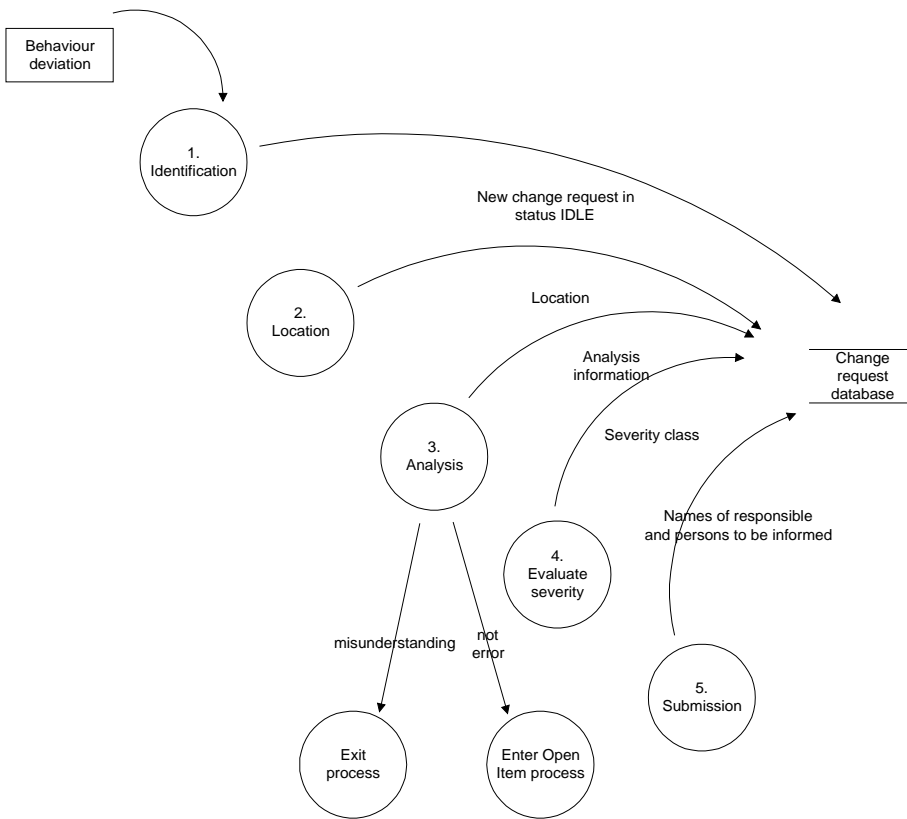 Behaviour
deviation
1.
Identification
New change request in
status IDLE
2.
Location
Location
Analysis
information
Change
request
database
3.
Analysis
Severity class
4.
Evaluate
severity
Names of responsible
and persons to be informed
misunderstanding
not
error
5.
Submission
Exit
process
Enter Open
Item process